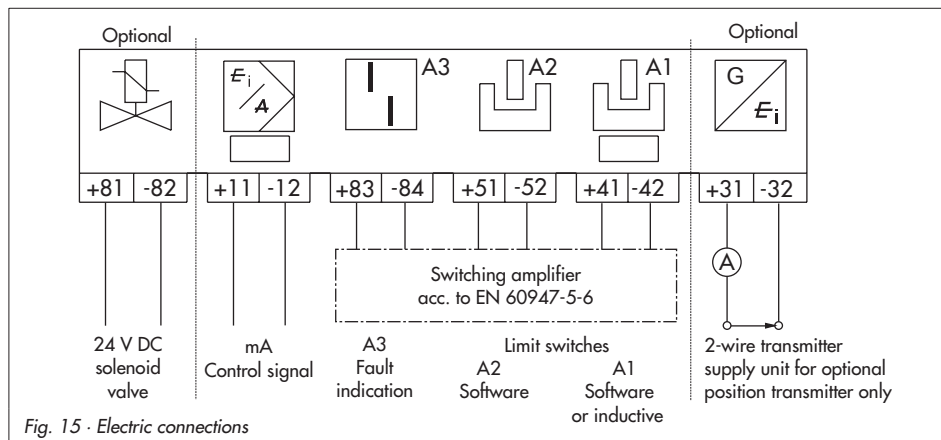 Optional
Optional
E i / A
A3
A2
A1
G
E i
+81 -82 +11 -12 +83 -84 +51 -52 +41 -42 +31 -32
A
Switching amplifier
acc. to EN 60947-5-6
24 V DC
solenoid
valve
mA
Control signal
A3
Fault
indication
Limit switches
A2
Software
A1
Software
or inductive
2-wire transmitter
supply unit for optional
position transmitter only
Fig. 15 · Electric connections